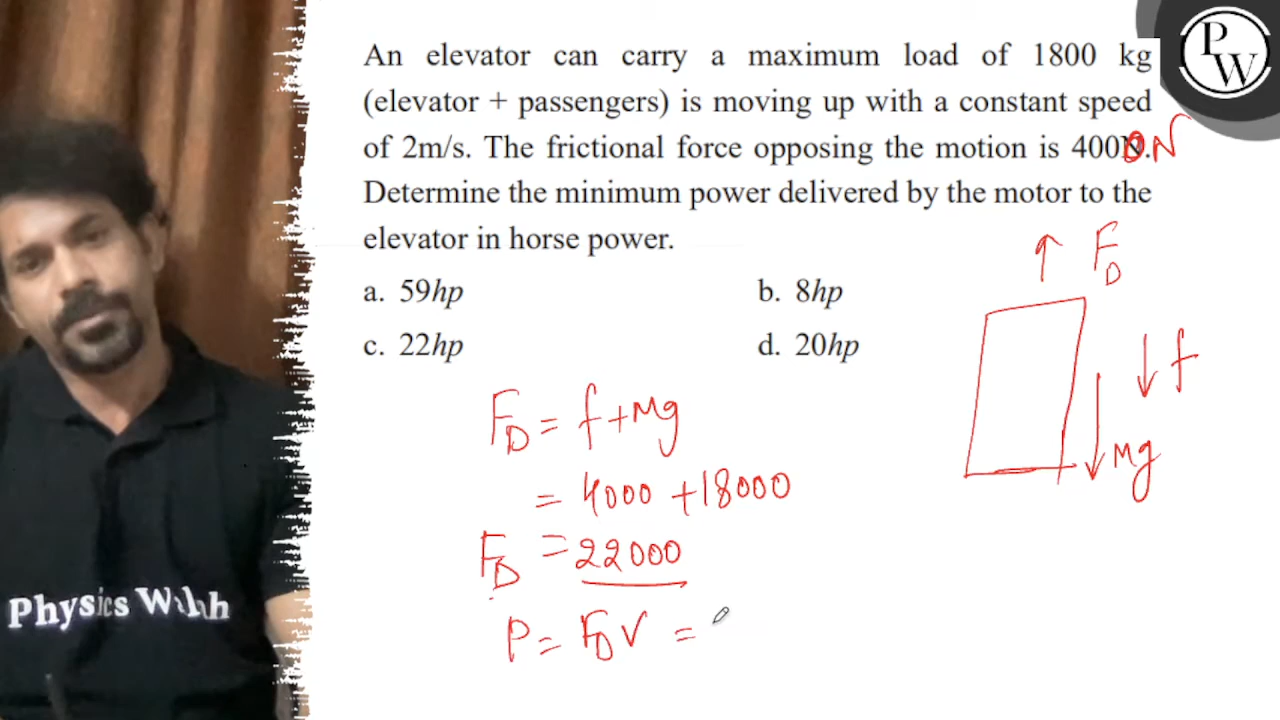 An elevator can carry a maximum load of 1800 kg
(elevator + passengers) is moving up with a constant speed
of 2m/s. The frictional force opposing the motion is 4000N.
Determine the minimum power delivered by the motor to the
elevator in horse power.
a. 59hp
b. 8hp
c. 22hp
d. 20hp
PW
↑ F_D
↓ f
↓ Mg
F_D = f + Mg
= 4000 + 18000
F_D = 22000
P = F_D V =
Physics W